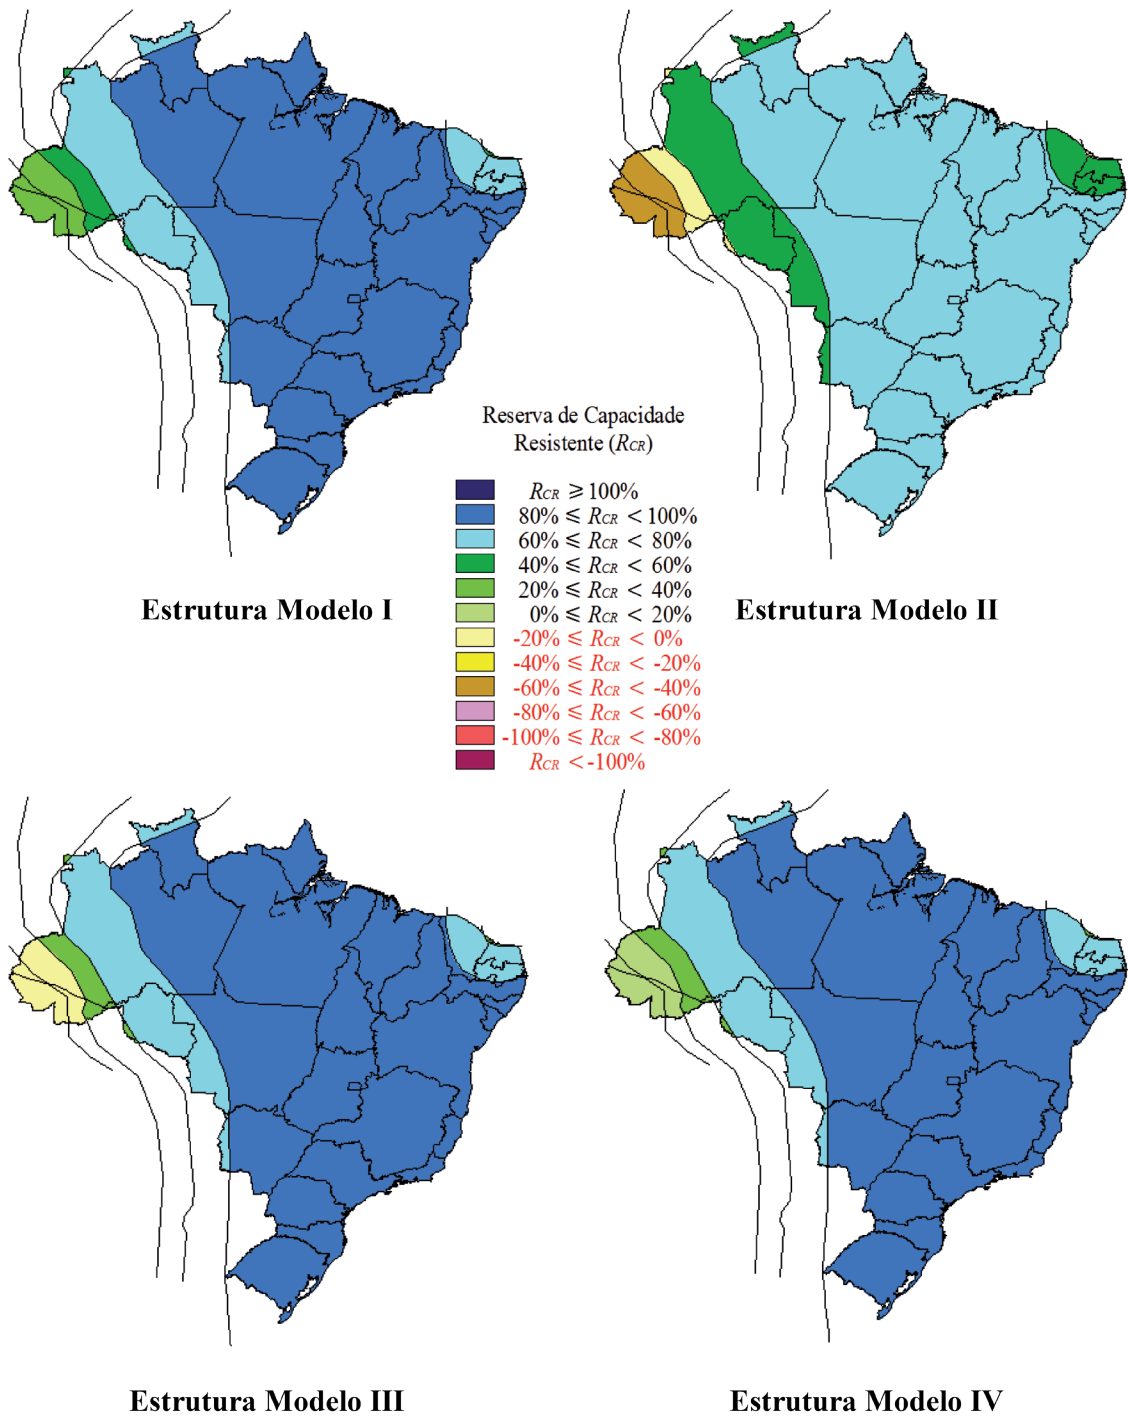 Reserva de Capacidade
Resistente (RCR)
RCR ⩾ 100%
80% ⩽ RCR < 100%
60% ⩽ RCR < 80%
40% ⩽ RCR < 60%
20% ⩽ RCR < 40%
0% ⩽ RCR < 20%
-20% ⩽ RCR < 0%
-40% ⩽ RCR < -20%
-60% ⩽ RCR < -40%
-80% ⩽ RCR < -60%
-100% ⩽ RCR < -80%
RCR < -100%
Estrutura Modelo I
Estrutura Modelo II
Estrutura Modelo III
Estrutura Modelo IV